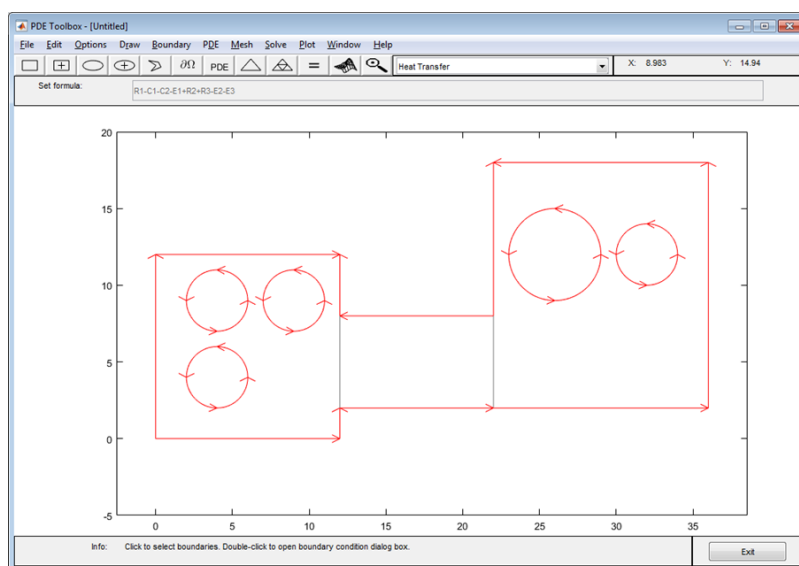 PDE Toolbox - [Untitled]
File Edit Options Draw Boundary PDE Mesh Solve Plot Window Help
∂Ω PDE = Heat Transfer X: 8.983 Y: 14.94
Set formula: R1-C1-C2-E1+R2+R3-E2-E3
20
15
10
5
0
-5
0 5 10 15 20 25 30 35
Info: Click to select boundaries. Double-click to open boundary condition dialog box. Exit